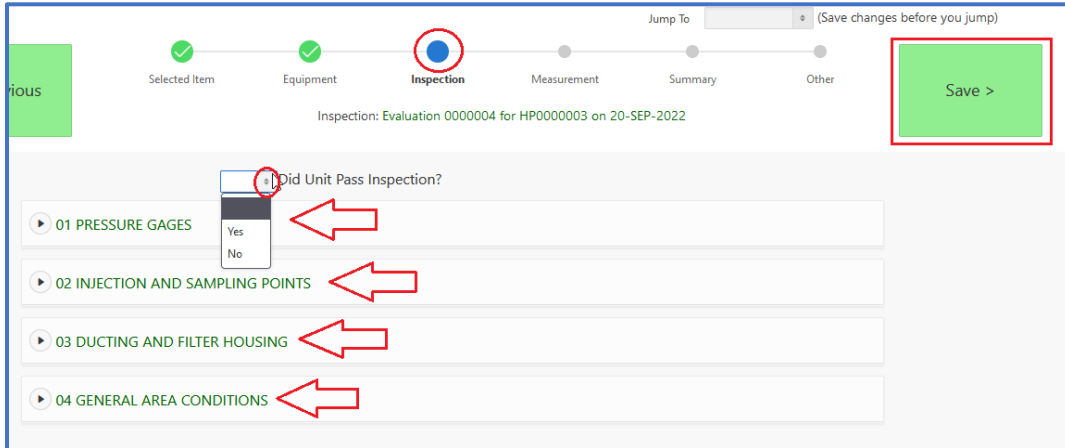 Jump To (Save changes before you jump)
vious
Selected Item Equipment Inspection Measurement Summary Other
Save >
Inspection: Evaluation 0000004 for HP0000003 on 20-SEP-2022
Did Unit Pass Inspection?
Yes
No
01 PRESSURE GAGES
02 INJECTION AND SAMPLING POINTS
03 DUCTING AND FILTER HOUSING
04 GENERAL AREA CONDITIONS